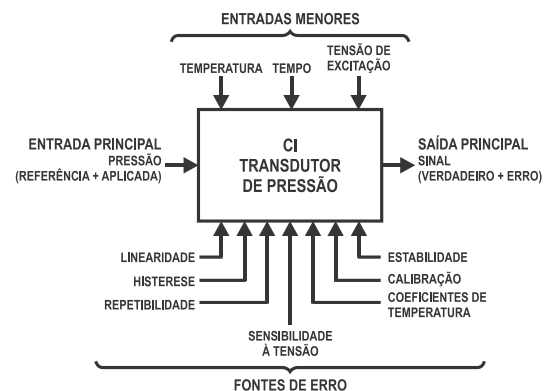 ENTRADAS MENORES
TEMPERATURA
TEMPO
TENSÃO DE
EXCITAÇÃO
ENTRADA PRINCIPAL
PRESSÃO
(REFERÊNCIA + APLICADA)
CI
TRANSDUTOR
DE PRESSÃO
SAÍDA PRINCIPAL
SINAL
(VERDADEIRO + ERRO)
LINEARIDADE
HISTERESE
REPETIBILIDADE
SENSIBILIDADE
À TENSÃO
ESTABILIDADE
CALIBRAÇÃO
COEFICIENTES DE
TEMPERATURA
FONTES DE ERRO